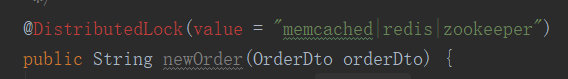 */
@DistributedLock(value = "memcached|redis|zookeeper")
public String newOrder(OrderDto orderDto) {